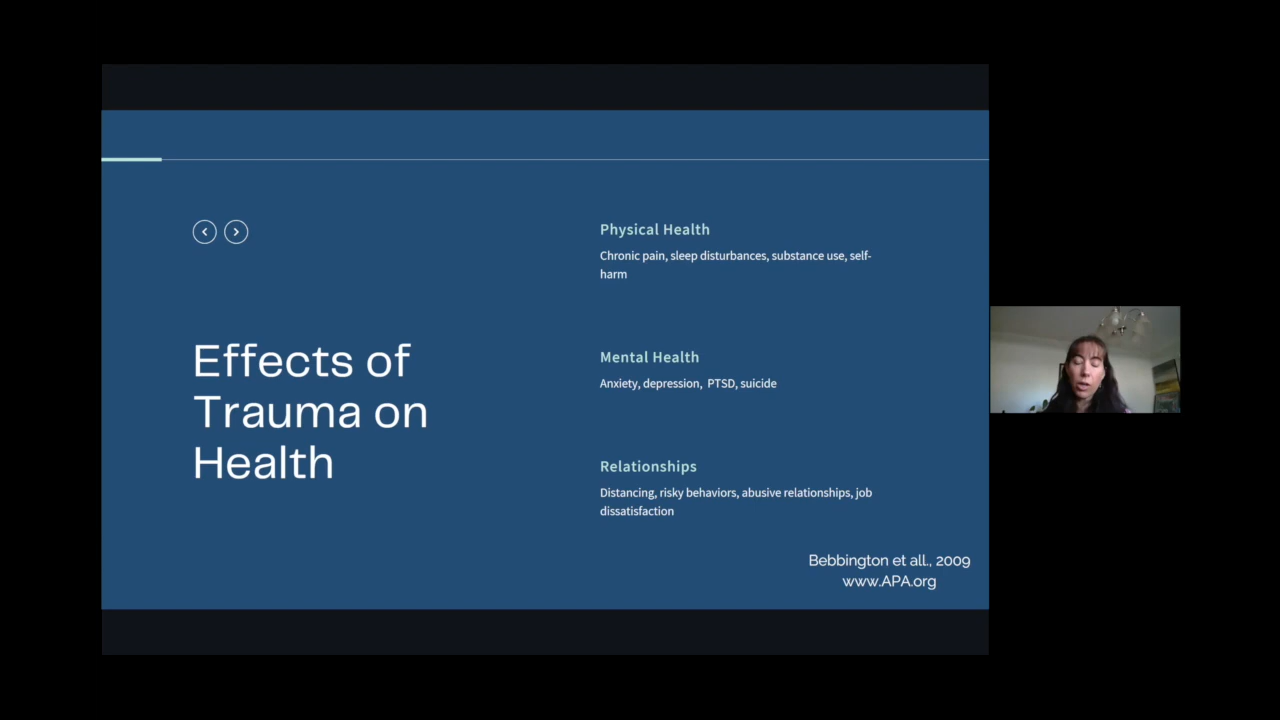 Effects of
Trauma on
Health
Physical Health
Chronic pain, sleep disturbances, substance use, self-
harm
Mental Health
Anxiety, depression,  PTSD, suicide
Relationships
Distancing, risky behaviors, abusive relationships, job
dissatisfaction
Bebbington et all., 2009
www.APA.org